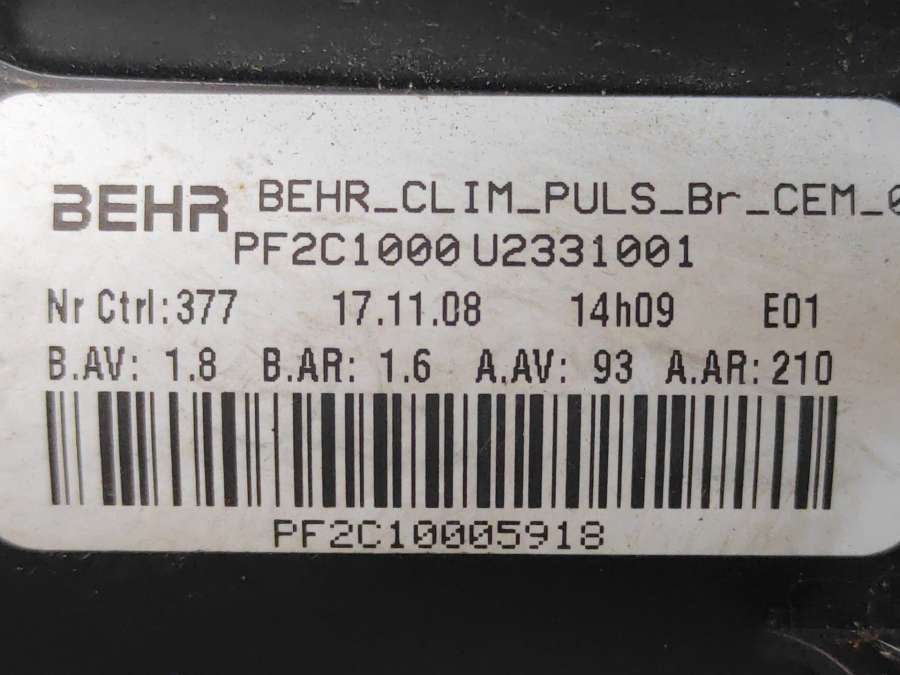 BEHR BEHR_CLIM_PULS_Br_CEM_0
PF2C1000 U2331001
Nr Ctrl:377 17.11.08 14h09 E01
B.AV: 1.8 B.AR: 1.6 A.AV: 93 A.AR: 210
PF2C10005918